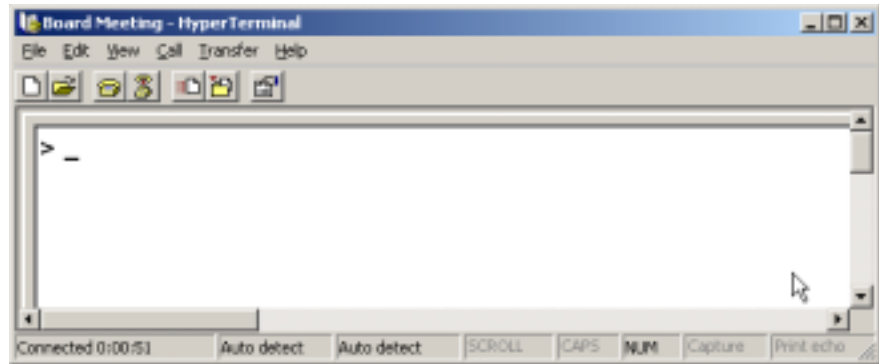 Board Meeting - HyperTerminal
File Edit View Call Transfer Help
> _
Connected 0:00:51 Auto detect Auto detect SCROLL CAPS NUM Capture Print echo